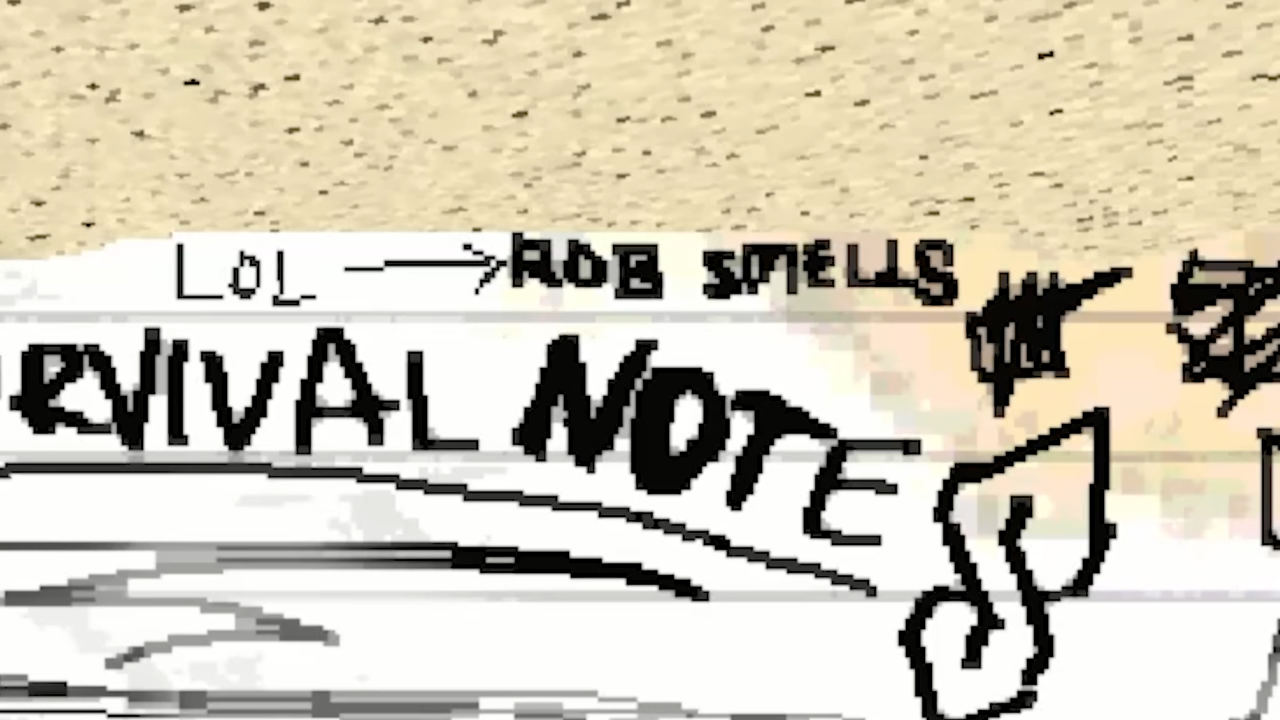 LOL → ROB SMELLS
RVIVAL NOTE